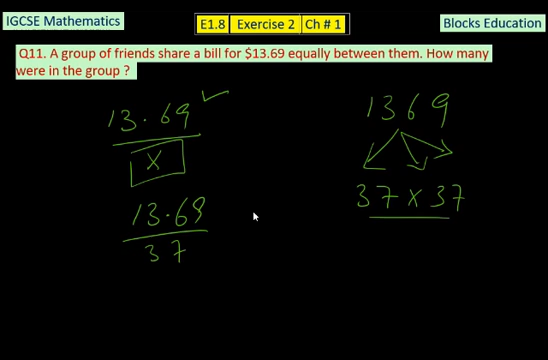 IGCSE Mathematics
E1.8 Exercise 2 Ch # 1
Blocks Education
Q11. A group of friends share a bill for $13.69 equally between them. How many
were in the group ?
13.69
X
13.69
37
1369
37 x 37